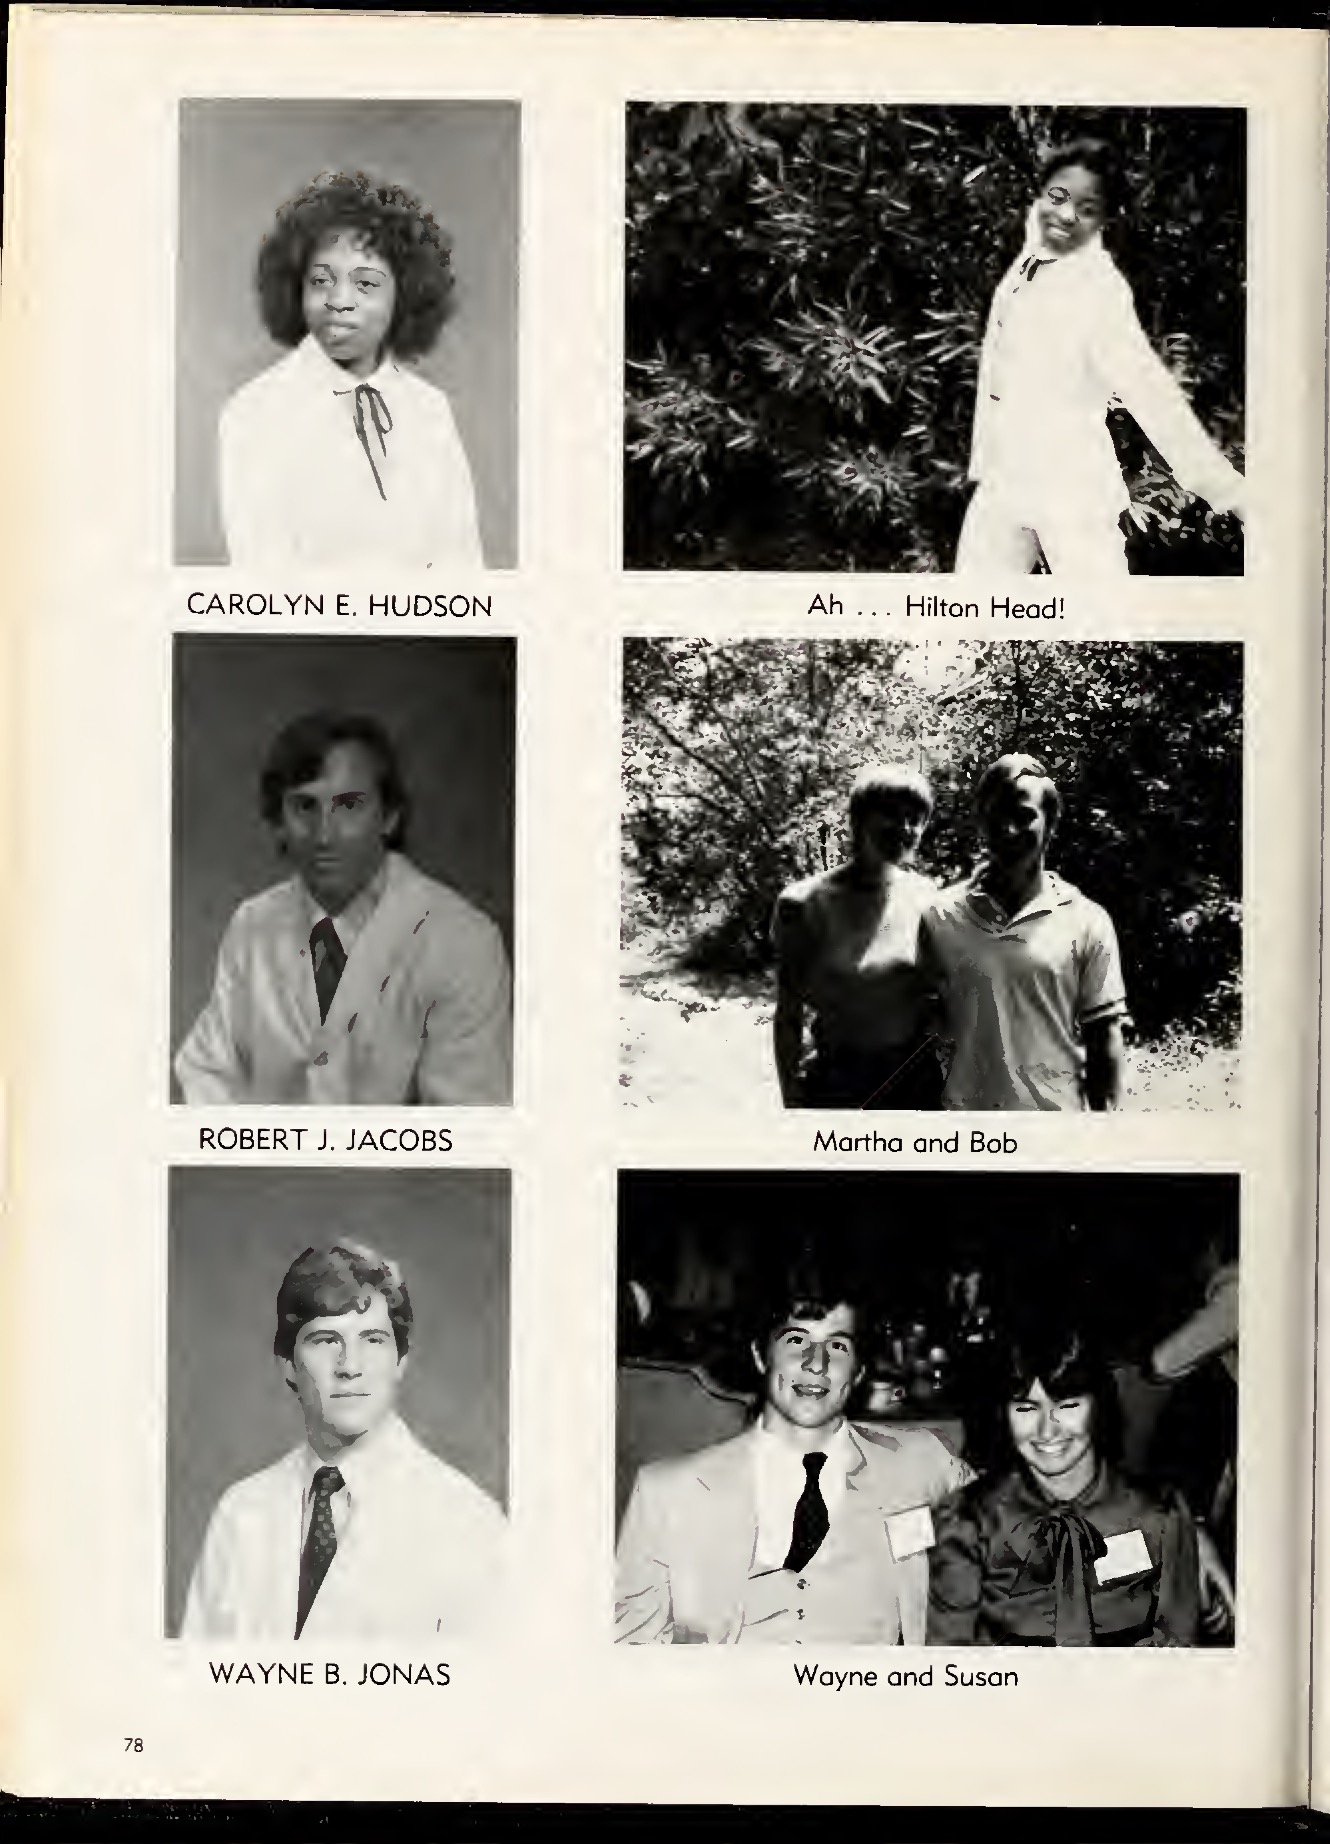 CAROLYN E. HUDSON
Ah ... Hilton Head!
ROBERT J. JACOBS
Martha and Bob
WAYNE B. JONAS
Wayne and Susan
78